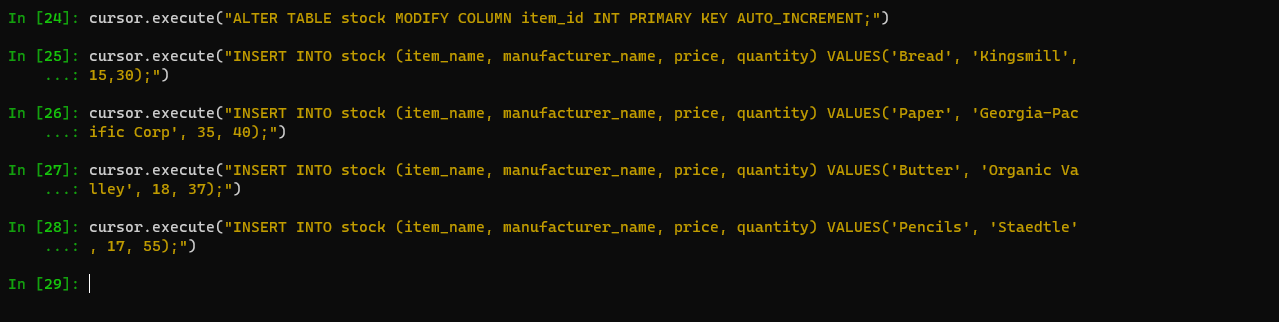 In [24]: cursor.execute("ALTER TABLE stock MODIFY COLUMN item_id INT PRIMARY KEY AUTO_INCREMENT;")
In [25]: cursor.execute("INSERT INTO stock (item_name, manufacturer_name, price, quantity) VALUES('Bread', 'Kingsmill',
...: 15,30);")
In [26]: cursor.execute("INSERT INTO stock (item_name, manufacturer_name, price, quantity) VALUES('Paper', 'Georgia-Pac
...: ific Corp', 35, 40);")
In [27]: cursor.execute("INSERT INTO stock (item_name, manufacturer_name, price, quantity) VALUES('Butter', 'Organic Va
...: lley', 18, 37);")
In [28]: cursor.execute("INSERT INTO stock (item_name, manufacturer_name, price, quantity) VALUES('Pencils', 'Staedtle'
...: , 17, 55);")
In [29]: